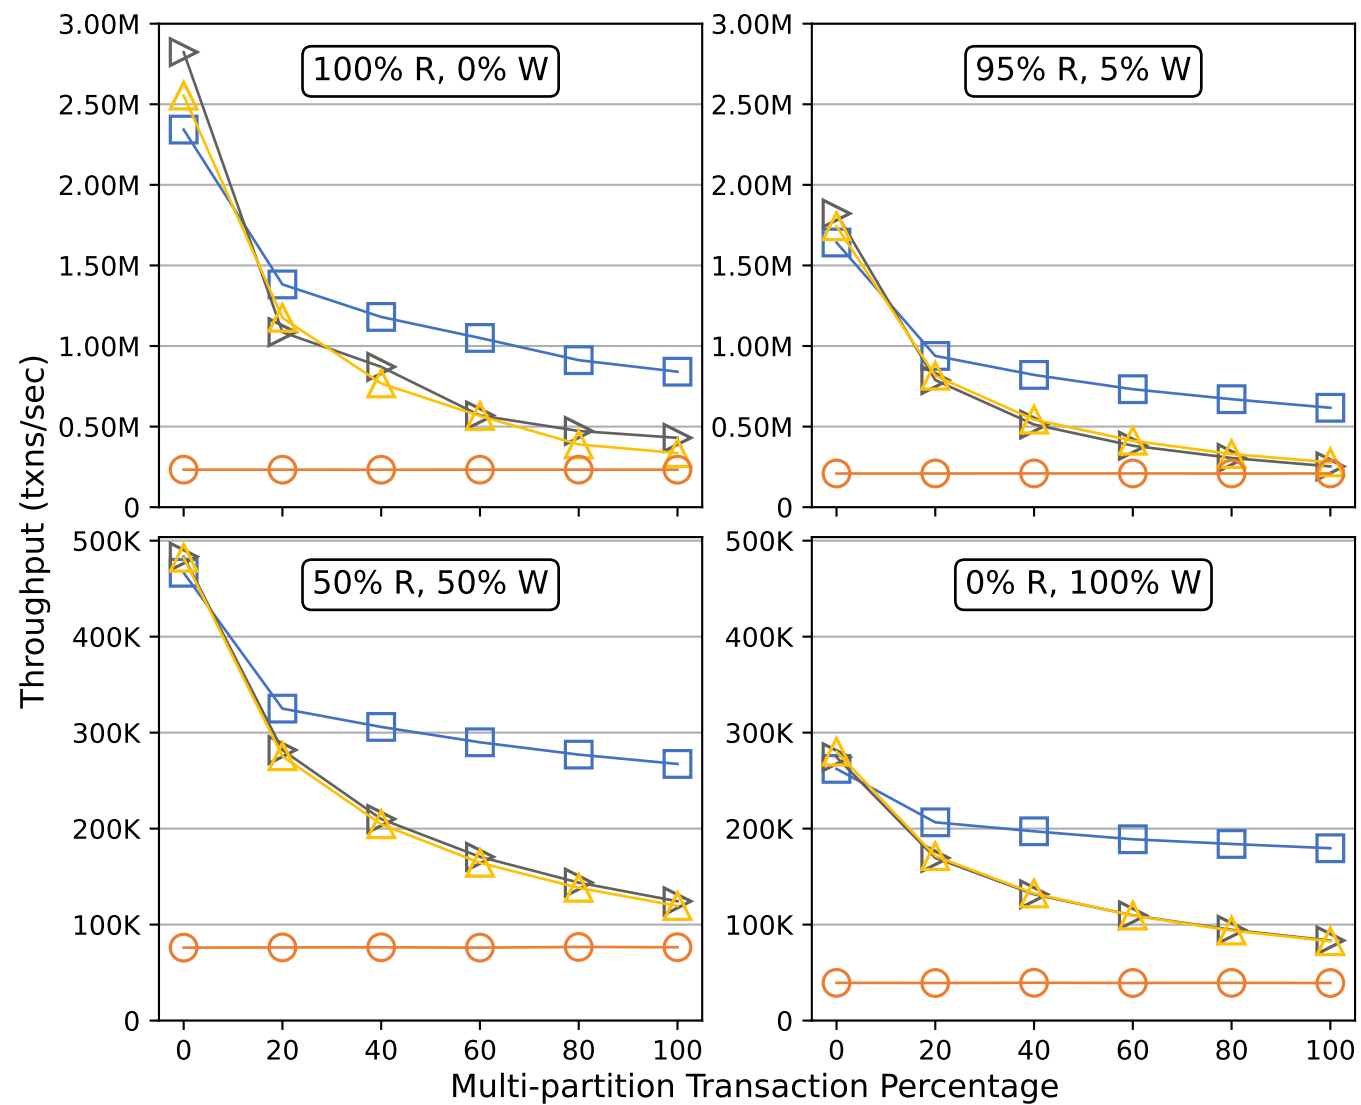 Throughput (txns/sec)
3.00M
2.50M
2.00M
1.50M
1.00M
0.50M
0
100% R, 0% W
3.00M
2.50M
2.00M
1.50M
1.00M
0.50M
0
95% R, 5% W
500K
400K
300K
200K
100K
0
50% R, 50% W
0 20 40 60 80 100
500K
400K
300K
200K
100K
0
0% R, 100% W
0 20 40 60 80 100
Multi-partition Transaction Percentage